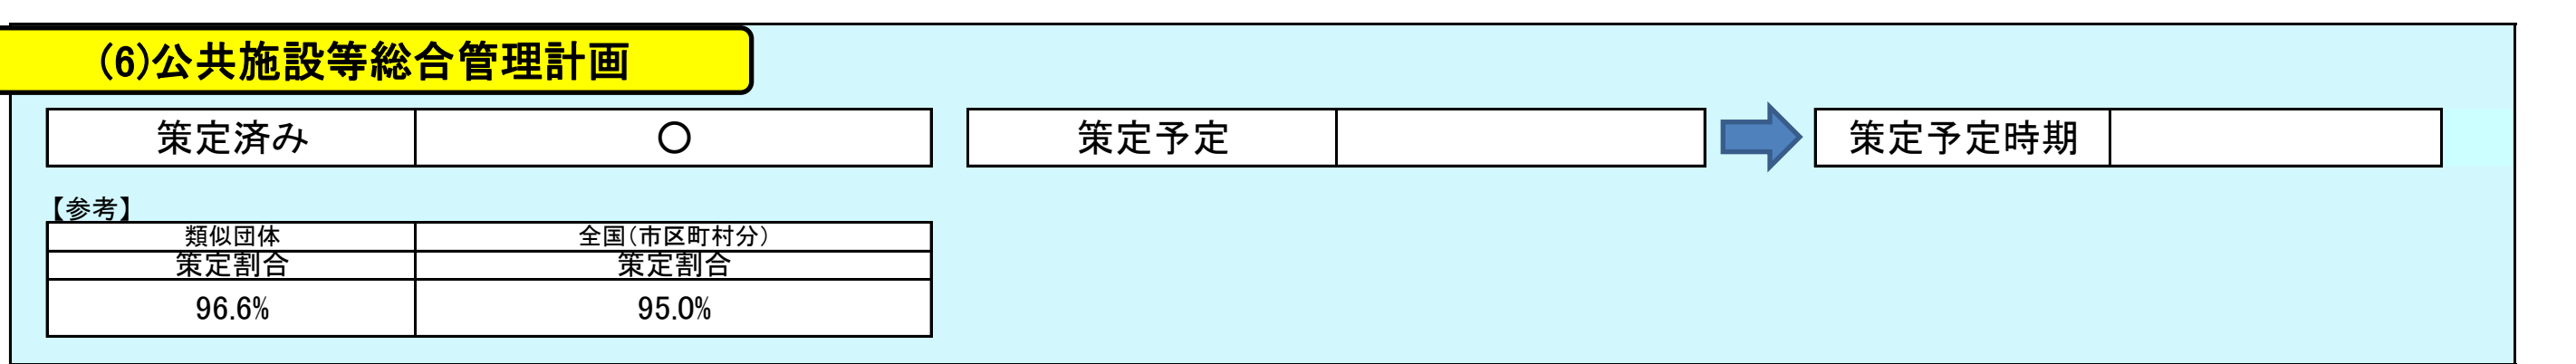 (6)公共施設等総合管理計画
策定済み 〇 策定予定 策定予定時期
【参考】
類似団体 全国(市区町村分)
策定割合 策定割合
96.6% 95.0%